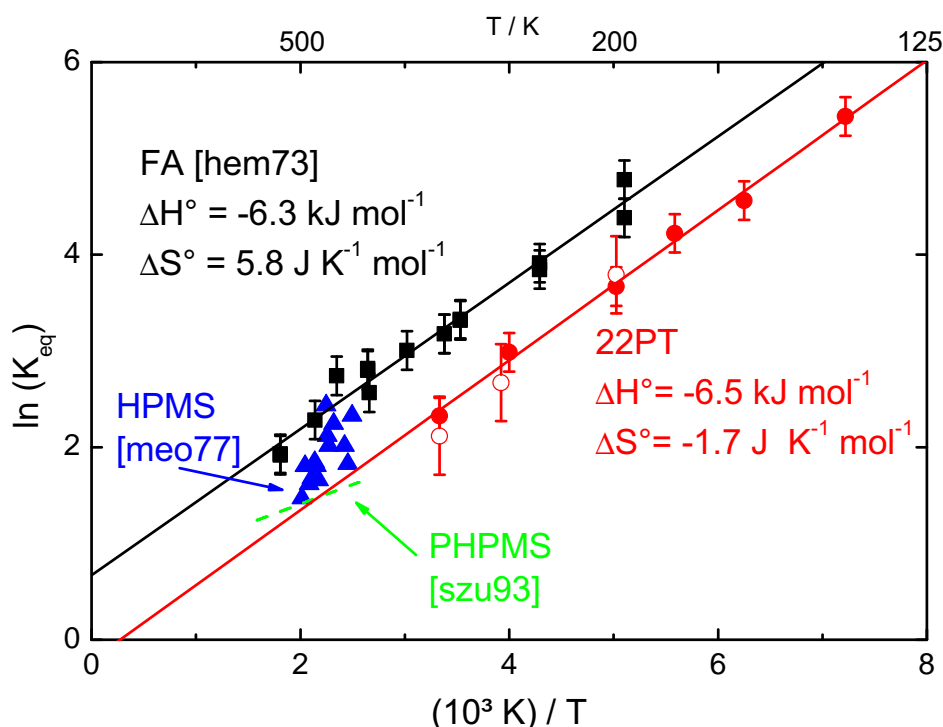 T / K
500
200
125
6
4
2
0
ln (K_eq)
FA [hem73]
ΔH° = -6.3 kJ mol⁻¹
ΔS° = 5.8 J K⁻¹ mol⁻¹
HPMS
[meo77]
22PT
ΔH°= -6.5 kJ mol⁻¹
ΔS°= -1.7 J K⁻¹ mol⁻¹
PHPMS
[szu93]
0
2
4
6
8
(10³ K) / T